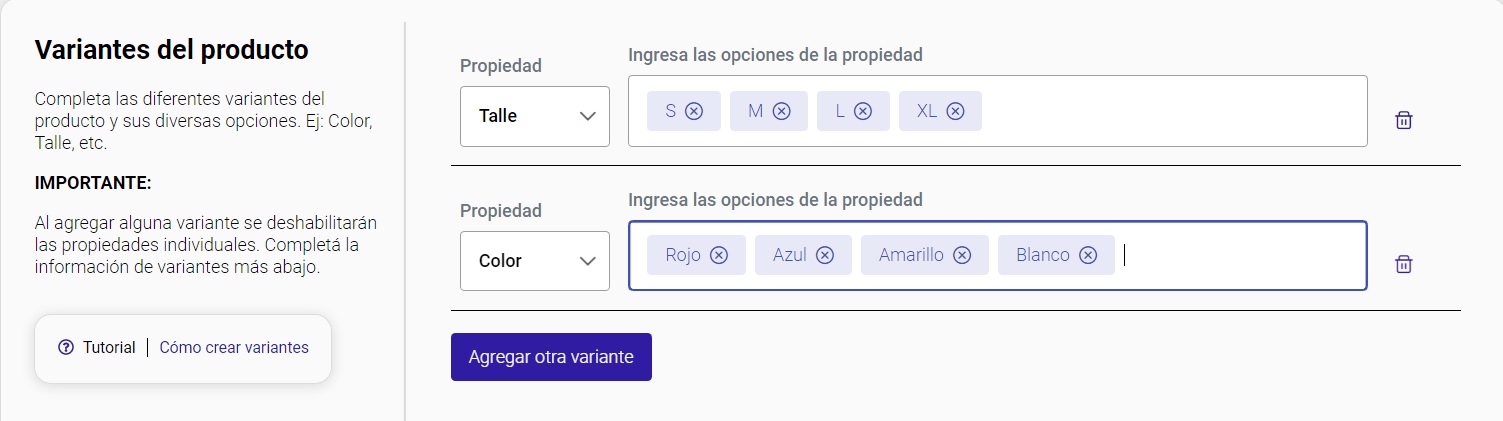 Variantes del producto
Completa las diferentes variantes del
producto y sus diversas opciones. Ej: Color,
Talle, etc.
IMPORTANTE:
Al agregar alguna variante se deshabilitarán
las propiedades individuales. Completá la
información de variantes más abajo.
Tutorial | Cómo crear variantes
Propiedad
Talle
Ingresa las opciones de la propiedad
S M L XL
Propiedad
Color
Ingresa las opciones de la propiedad
Rojo Azul Amarillo Blanco
Agregar otra variante